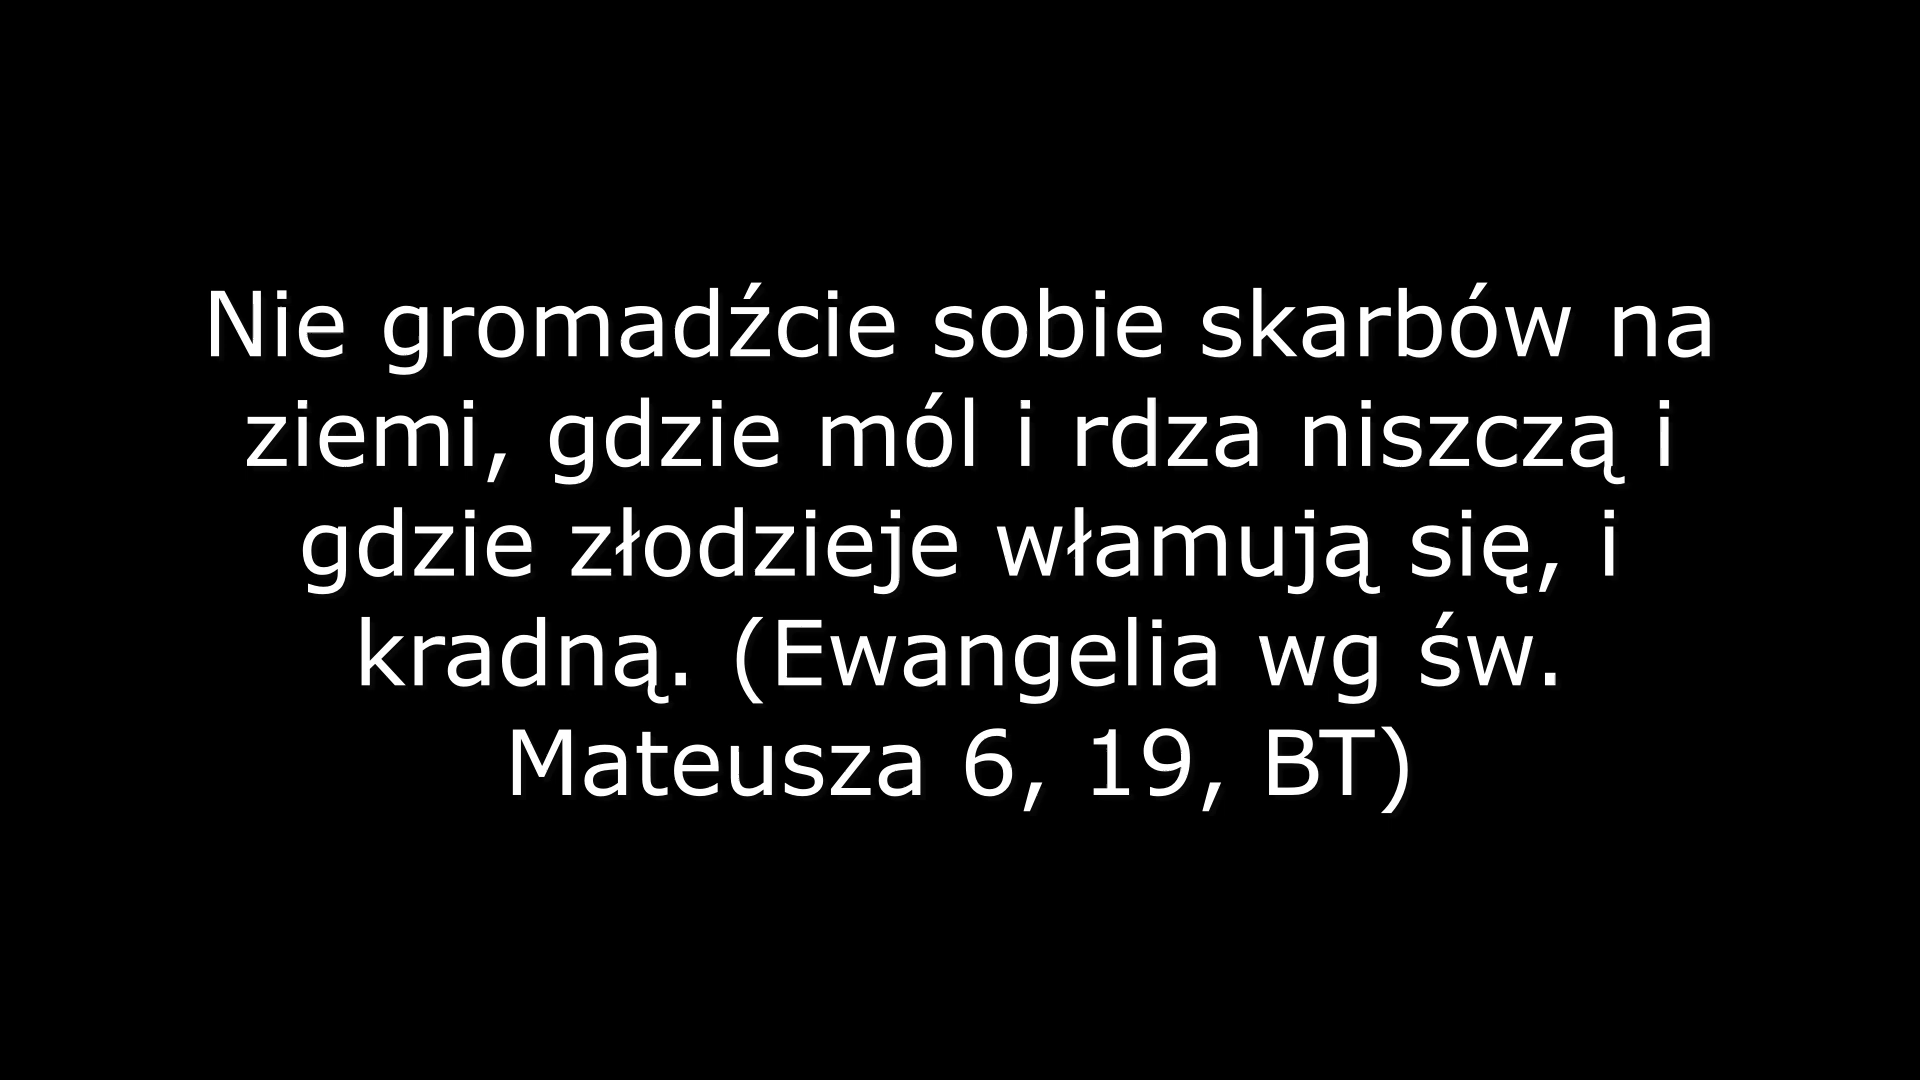 Nie gromadźcie sobie skarbów na
ziemi, gdzie mól i rdza niszczą i
gdzie złodzieje włamują się, i
kradną. (Ewangelia wg św.
Mateusza 6, 19, BT)